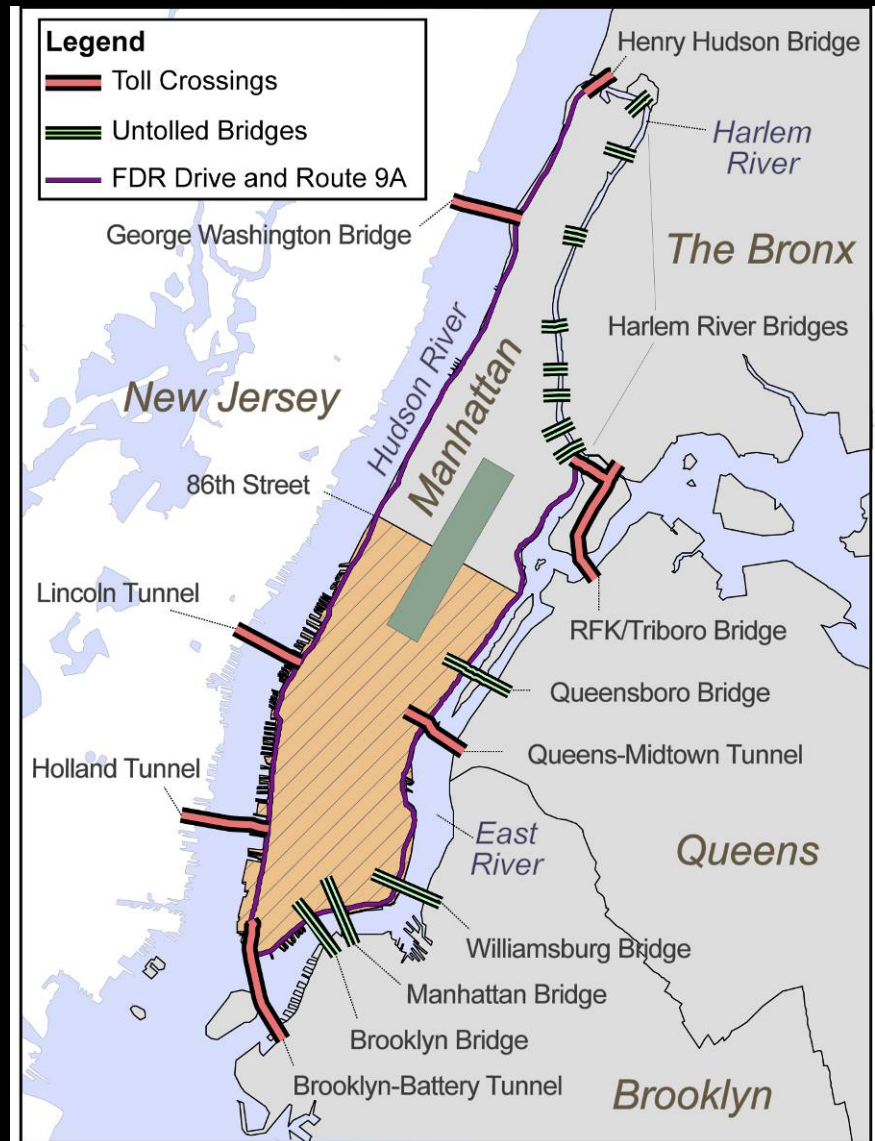 Legend
Toll Crossings
Untolled Bridges
FDR Drive and Route 9A
Henry Hudson Bridge
Harlem
River
George Washington Bridge
The Bronx
Hudson River
Harlem River Bridges
New Jersey
Manhattan
86th Street
Lincoln Tunnel
RFK/Triboro Bridge
Queensboro Bridge
Queens-Midtown Tunnel
Holland Tunnel
East
River
Queens
Williamsburg Bridge
Manhattan Bridge
Brooklyn Bridge
Brooklyn-Battery Tunnel
Brooklyn